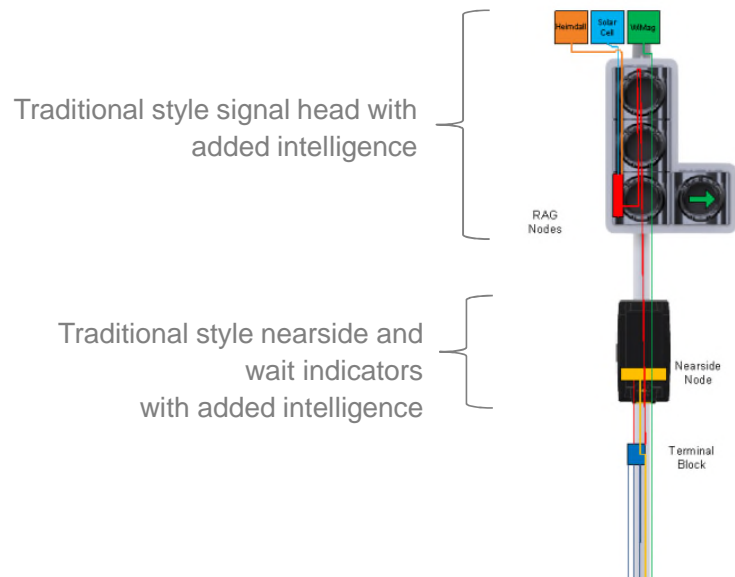 Heimdall
Solar
Cell
WiMag
Traditional style signal head with
added intelligence
RAG
Nodes
Traditional style nearside and
wait indicators
with added intelligence
Nearside
Node
Terminal
Block